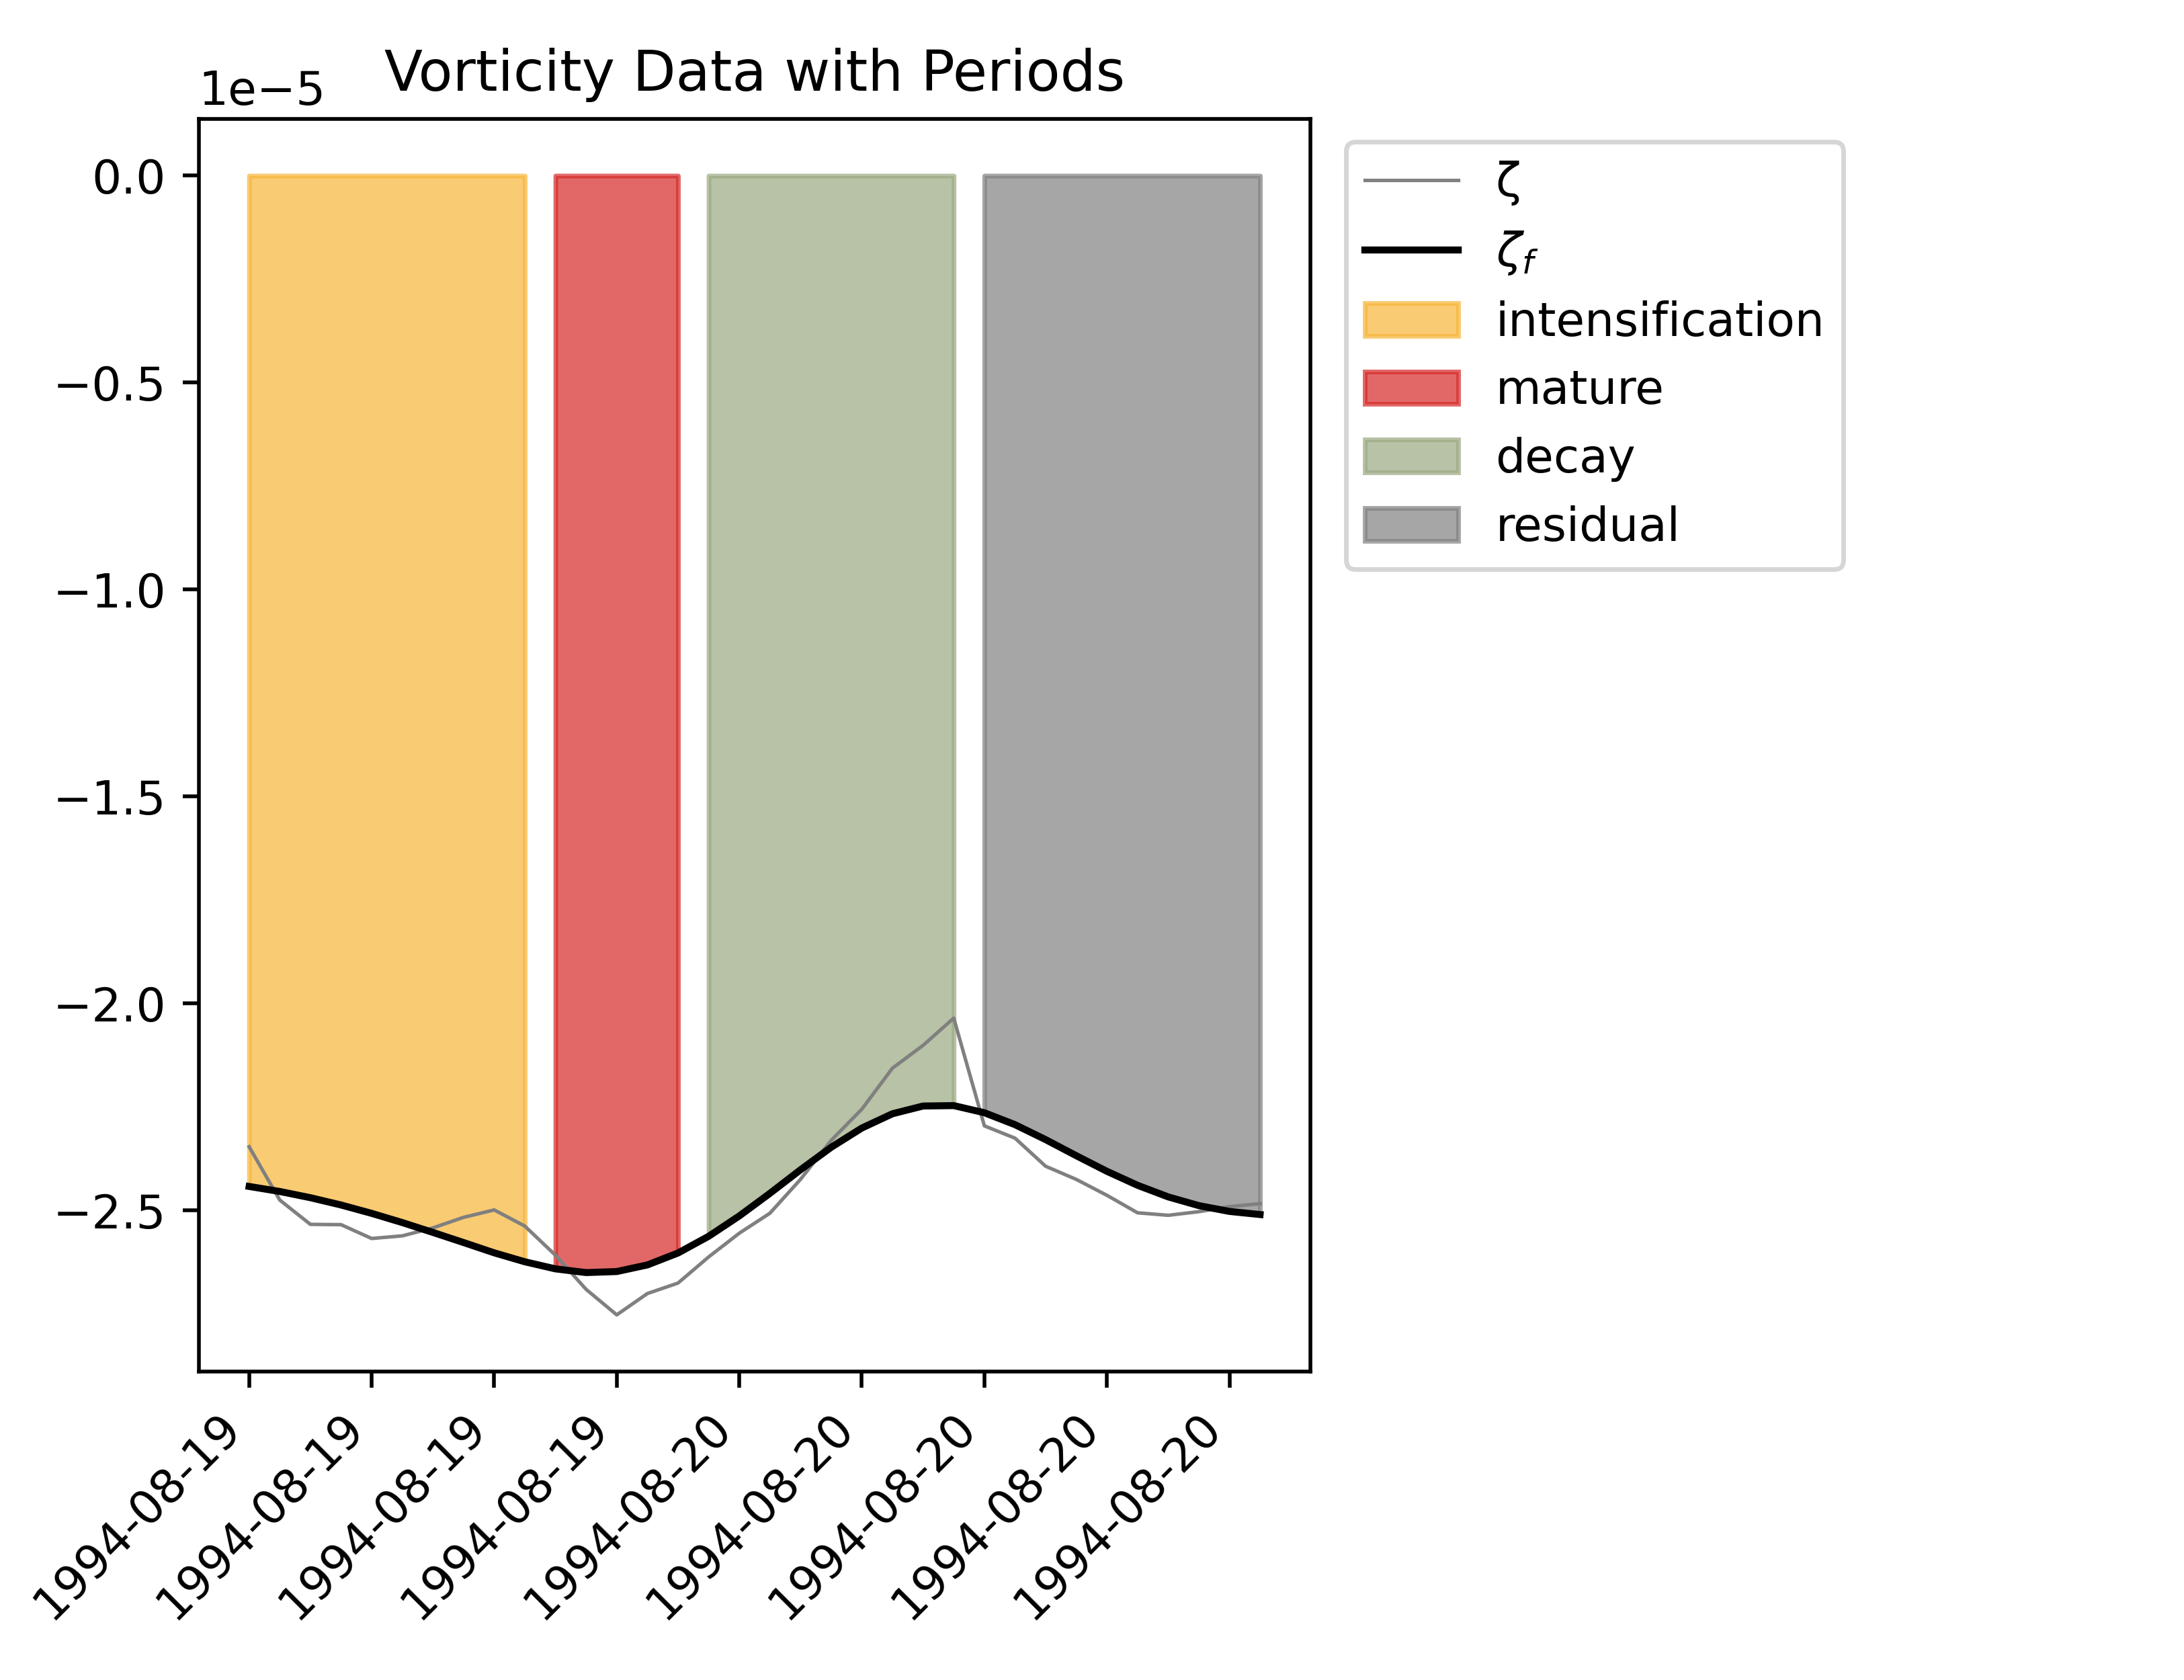 Vorticity Data with Periods
1e−5
0.0
−0.5
−1.0
−1.5
−2.0
−2.5
1994-08-19
1994-08-19
1994-08-19
1994-08-19
1994-08-20
1994-08-20
1994-08-20
1994-08-20
1994-08-20
ζ
ζf
intensification
mature
decay
residual